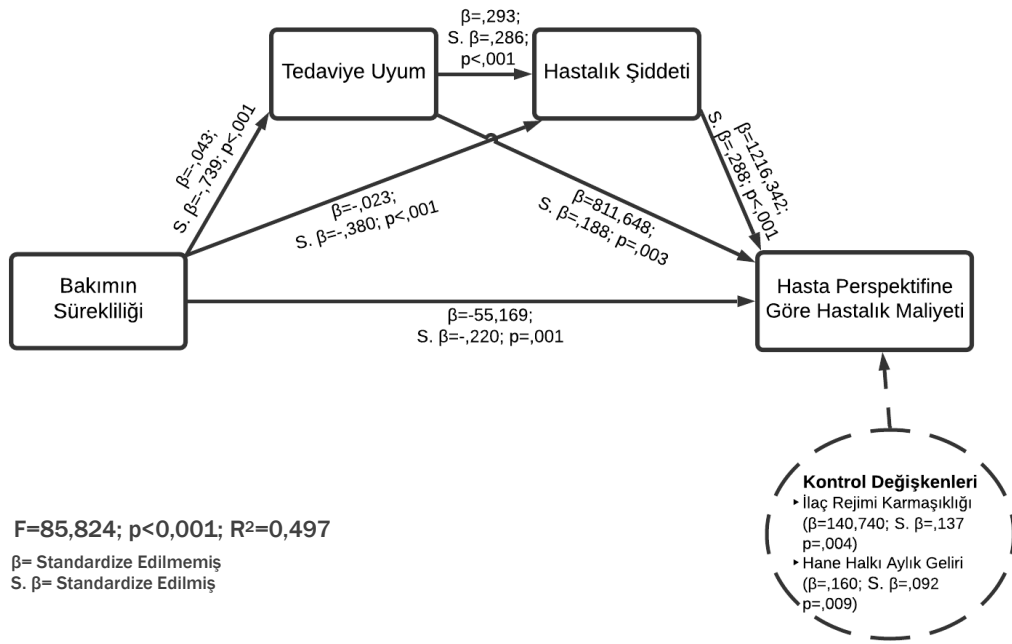 β=,293;
S. β=,286;
p<,001
Tedaviye Uyum
Hastalık Şiddeti
β=-,043;
S. β=-,739; p<,001
β=-,023;
S. β=-,380; p<,001
β=811,648;
S. β=,188; p=,003
β=1216,342;
S. β=,288; p<,001
Bakımın
Sürekliliği
β=-55,169;
S. β=-,220; p=,001
Hasta Perspektifine
Göre Hastalık Maliyeti
Kontrol Değişkenleri
İlaç Rejimi Karmaşıklığı
(β=140,740; S. β=,137
p=,004)
Hane Halkı Aylık Geliri
(β=,160; S. β=,092
p=,009)
F=85,824; p<0,001; R²=0,497
β= Standardize Edilmemiş
S. β= Standardize Edilmiş